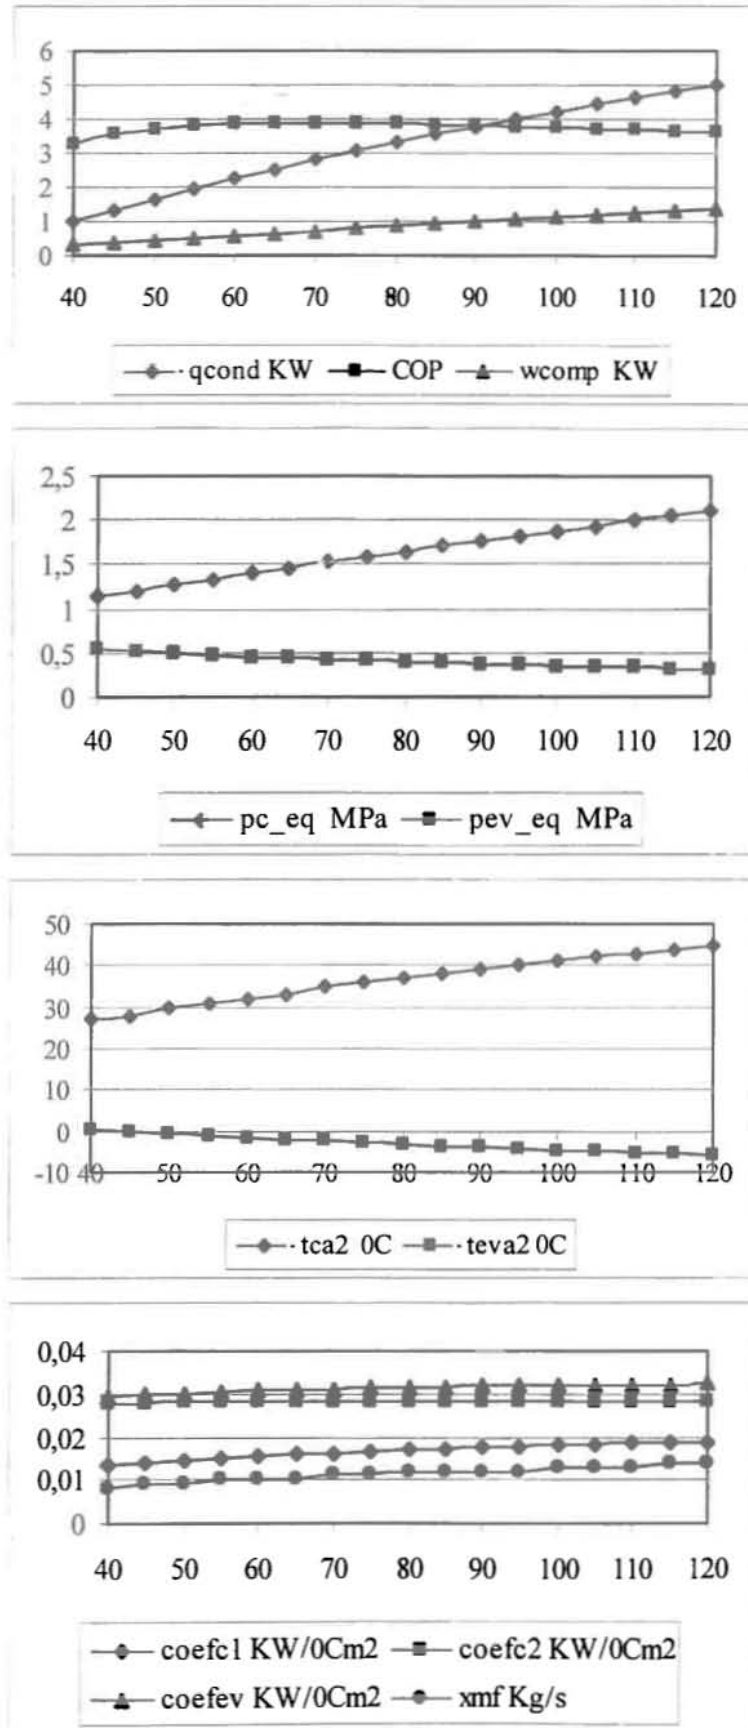 6
5
4
3
2
1
0
40 50 60 70 80 90 100 110 120
qcond KW COP wcomp KW
2,5
2
1,5
1
0,5
0
40 50 60 70 80 90 100 110 120
pc_eq MPa pev_eq MPa
50
40
30
20
10
0
-10 40 50 60 70 80 90 100 110 120
tca2 0C teva2 0C
0,04
0,03
0,02
0,01
0
40 50 60 70 80 90 100 110 120
coefc1 KW/0Cm2 coefc2 KW/0Cm2
coefev KW/0Cm2 xmf Kg/s